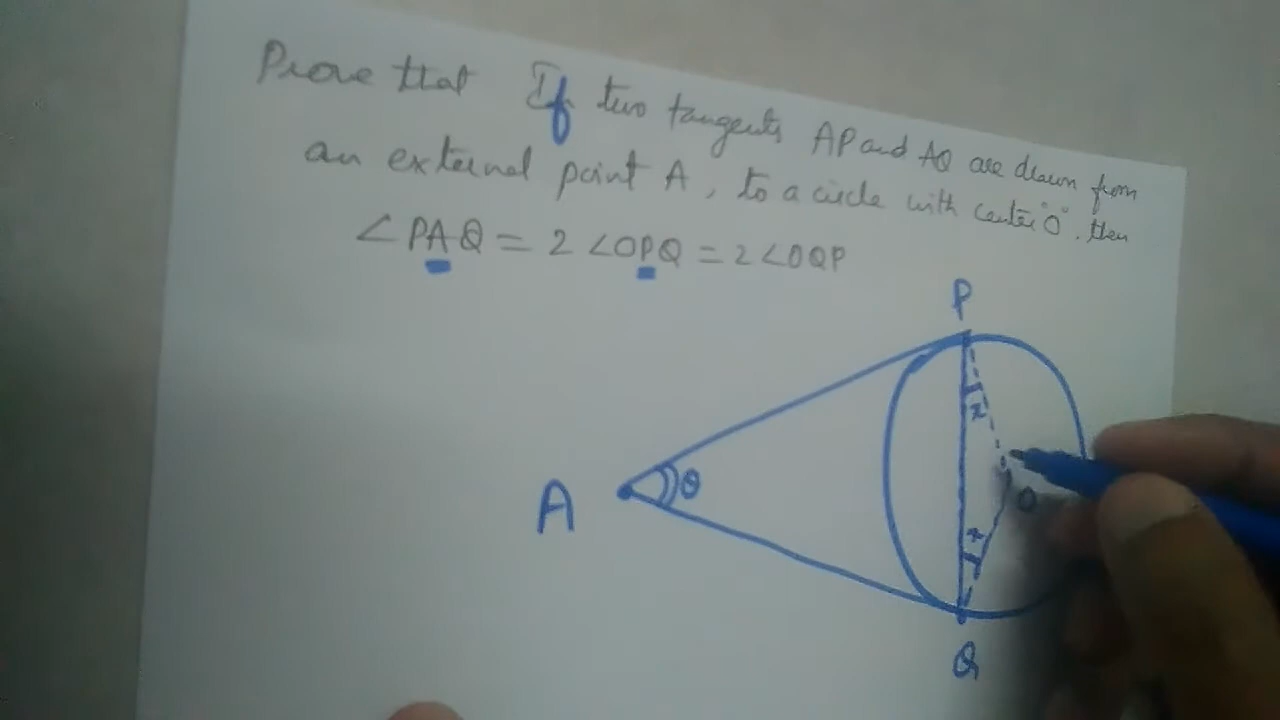 Prove that If two tangents AP and AQ are drawn from
an external point A, to a circle with center "O". then
∠PAQ = 2∠OPQ = 2∠OQP
P
x
θ
A
O
x
Q